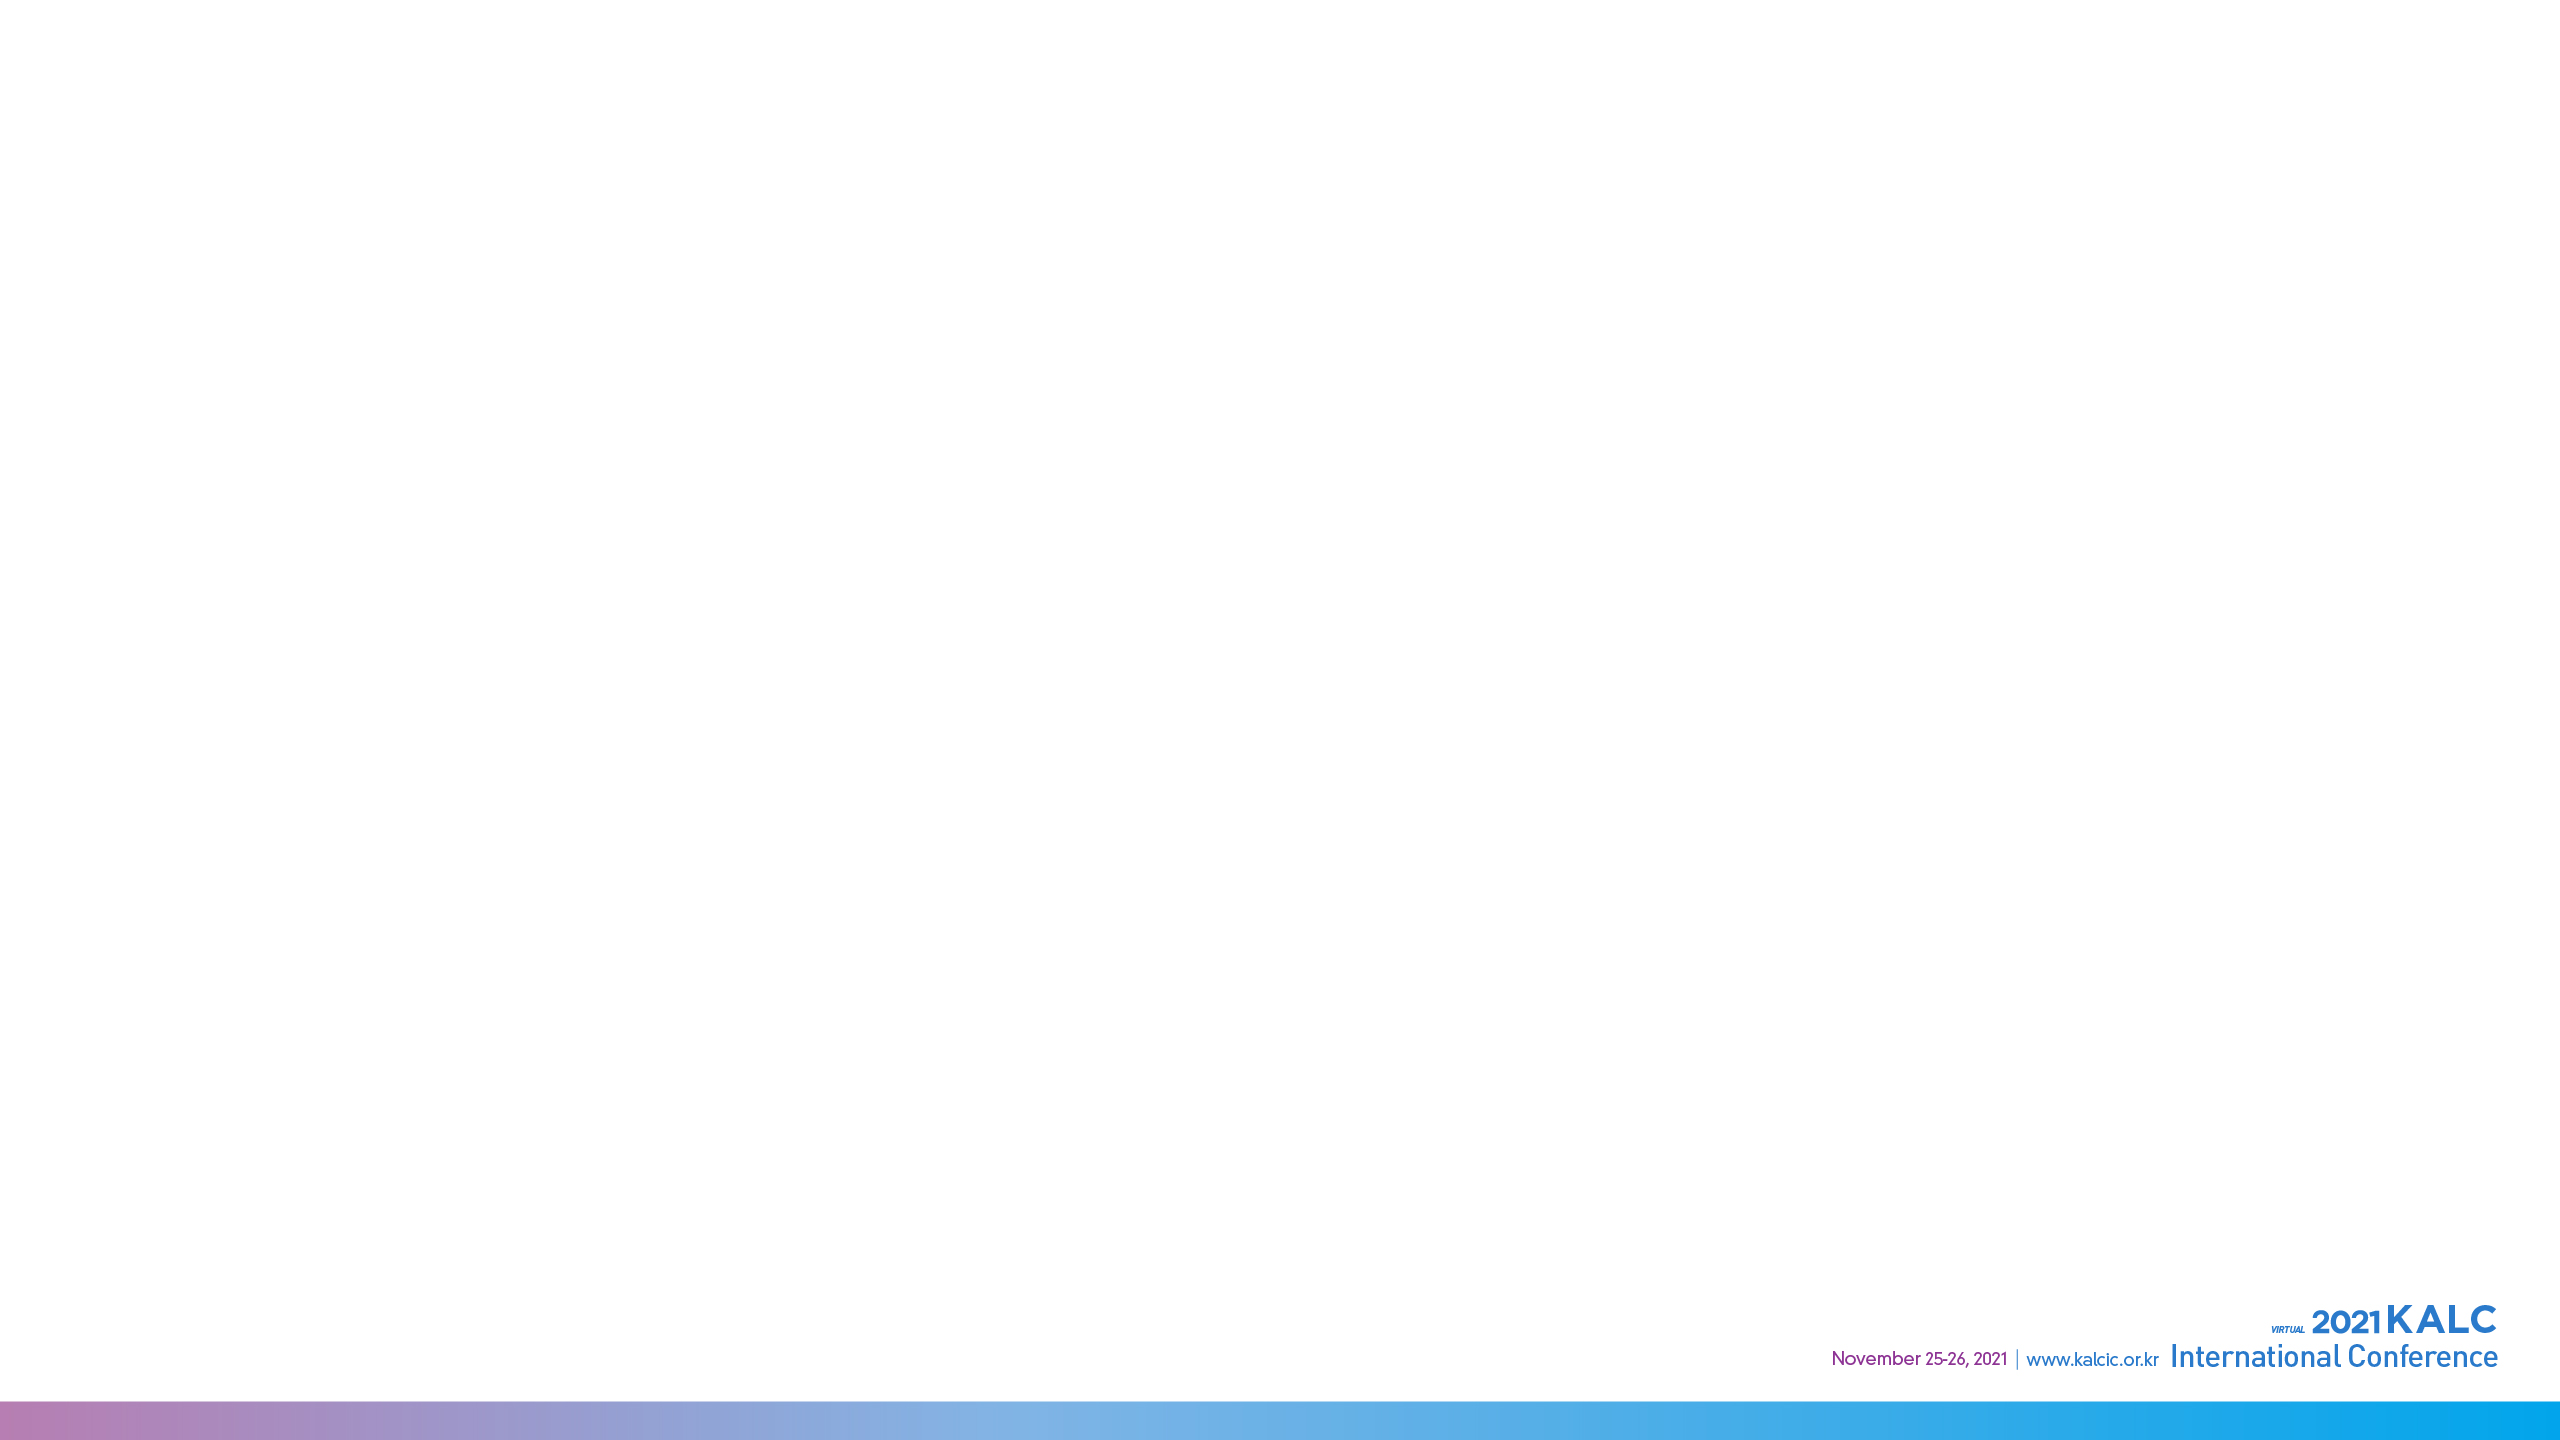 VIRTUAL 2021 KALC
November 25-26, 2021 | www.kalcic.or.kr International Conference